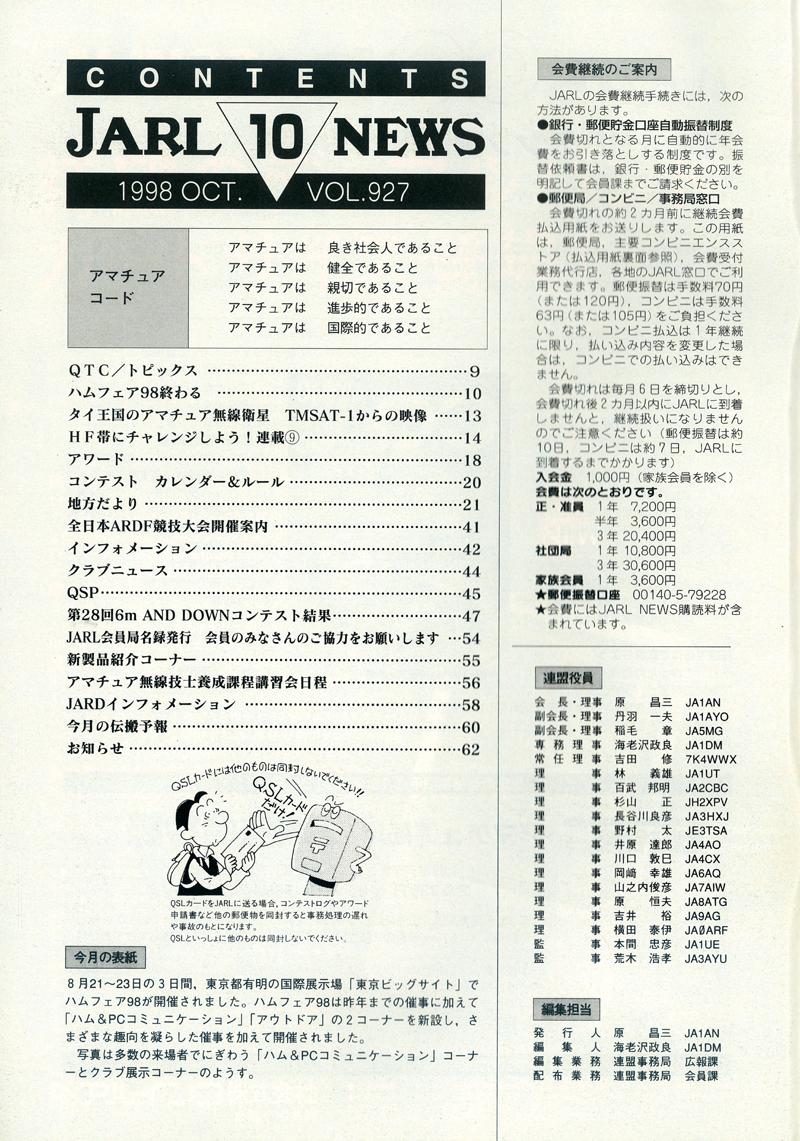 CONTENTS
JARL 10 NEWS
1998 OCT. VOL.927
アマチュア
コード
アマチュアは 良き社会人であること
アマチュアは 健全であること
アマチュアは 親切であること
アマチュアは 進歩的であること
アマチュアは 国際的であること
QTC／トピックス ……9
ハムフェア98終わる ……10
タイ王国のアマチュア無線衛星 TMSAT-1からの映像 ……13
HF帯にチャレンジしよう！連載⑨ ……14
アワード ……18
コンテスト カレンダー＆ルール ……20
地方だより ……21
全日本ARDF競技大会開催案内 ……41
インフォメーション ……42
クラブニュース ……44
QSP ……45
第28回6m AND DOWNコンテスト結果 ……47
JARL会員局名録発行 会員のみなさんのご協力をお願いします …54
新製品紹介コーナー ……55
アマチュア無線技士養成課程講習会日程 ……56
JARDインフォメーション ……58
今月の伝搬予報 ……60
お知らせ ……62
QSLカードには他のものは同封しないでください!!
QSLカード
だけ！
QSLカードをJARLに送る場合，コンテストログやアワード
申請書など他の郵便物を同封すると事務処理の遅れ
や事故のもとになります。
QSLといっしょに他のものは同封しないでください。
今月の表紙
8月21～23日の3日間，東京都有明の国際展示場「東京ビッグサイト」で
ハムフェア98が開催されました。ハムフェア98は昨年までの催事に加えて
「ハム＆PCコミュニケーション」「アウトドア」の2コーナーを新設し，さ
まざまな趣向を凝らした催事を加えて開催されました。
写真は多数の来場者でにぎわう「ハム＆PCコミュニケーション」コーナ
ーとクラブ展示コーナーのようす。
会費継続のご案内
JARLの会費継続手続きには，次の
方法があります。
●銀行・郵便貯金口座自動振替制度
会費切れとなる月に自動的に年会
費をお引き落としする制度です。振
替依頼書は，銀行・郵便貯金の別を
明記して会員課までご請求ください。
●郵便局／コンビニ／事務局窓口
会費切れの約2カ月前に継続会費
払込用紙をお送りします。この用紙
は，郵便局，主要コンビニエンスス
トア（払込用紙裏面参照），会費受付
業務代行店，各地のJARL窓口でご利
用できます。郵便振替は手数料70円
（または120円），コンビニは手数料
63円（または105円）をご負担くださ
い。なお，コンビニ払込は1年継続
に限り，払い込み内容を変更した場
合は，コンビニでの払い込みはでき
ません。
会費切れは毎月6日を締切りとし，
会費切れ後2カ月以内にJARLに到着
しませんと，継続扱いになりません
のでご注意ください（郵便振替は約
10日，コンビニは約7日，JARLに
到着するまでかかります）
入会金 1,000円（家族会員を除く）
会費は次のとおりです。
正・准員 1年 7,200円
半年 3,600円
3年 20,400円
社団局 1年 10,800円
3年 30,600円
家族会員 1年 3,600円
★郵便振替口座 00140-5-79228
★会費にはJARL NEWS購読料が含
まれています。
連盟役員
会長・理事 原 昌三 JA1AN
副会長・理事 丹羽 一夫 JA1AYO
副会長・理事 稲毛 章 JA5MG
専務理事 海老沢政良 JA1DM
常任理事 吉田 修 7K4WWX
理事 林 義雄 JA1UT
理事 百武 邦明 JA2CBC
理事 杉山 正 JH2XPV
理事 長谷川良彦 JA3HXJ
理事 野村 太 JE3TSA
理事 井原 達郎 JA4AO
理事 川口 敦巳 JA4CX
理事 岡崎 幸雄 JA6AQ
理事 山之内俊彦 JA7AIW
理事 原 恒夫 JA8ATG
理事 吉井 裕 JA9AG
理事 横田 泰伊 JAØARF
監事 本間 忠彦 JA1UE
監事 荒木 浩孝 JA3AYU
編集担当
発行人 原 昌三 JA1AN
編集人 海老沢政良 JA1DM
編集業務 連盟事務局 広報課
配布業務 連盟事務局 会員課